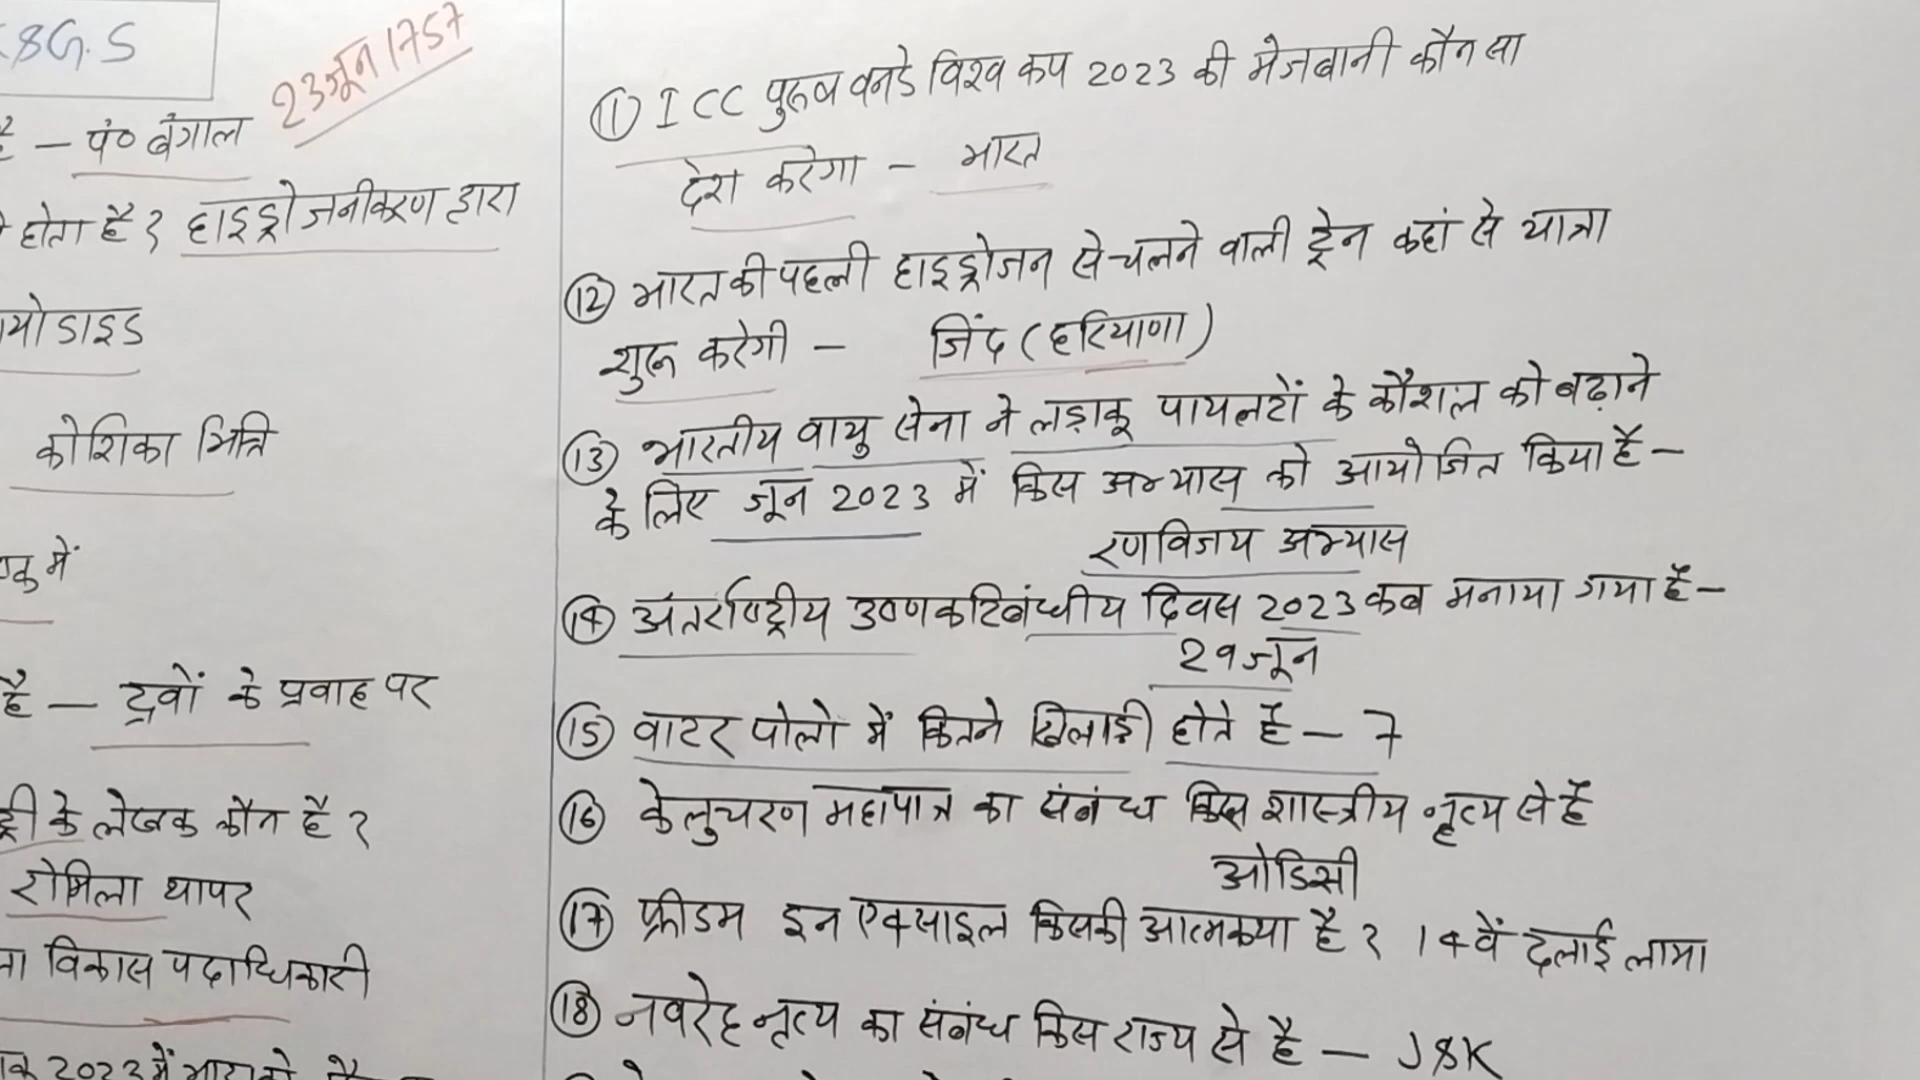 &G.S
23 जून 1757
है – पं० बंगाल
होता है? हाइड्रोजनीकरण द्वारा
योडाइड
कोशिका भित्ति
में
है – द्रवों के प्रवाह पर
के लेखक कौन है?
रोमिला थापर
विकास पदाधिकारी
2023 में
⑪ ICC पुरुष वनडे विश्व कप 2023 की मेजबानी कौन सा
देश करेगा – भारत
⑫ भारत की पहली हाइड्रोजन से चलने वाली ट्रेन कहां से यात्रा
शुरू करेगी – जिंद (हरियाणा)
⑬ भारतीय वायु सेना ने लड़ाकू पायलटों के कौशल को बढ़ाने
के लिए जून 2023 में किस अभ्यास को आयोजित किया है –
रणविजय अभ्यास
⑭ अंतर्राष्ट्रीय उष्णकटिबंधीय दिवस 2023 कब मनाया गया है –
29 जून
⑮ वाटर पोलो में कितने खिलाड़ी होते हैं – 7
⑯ केलुचरण महापात्र का संबंध किस शास्त्रीय नृत्य से है
ओडिसी
⑰ फ्रीडम इन एक्साइल किसकी आत्मकथा है? 14वें दलाई लामा
⑱ नवरेह नृत्य का संबंध किस राज्य से है – J&K